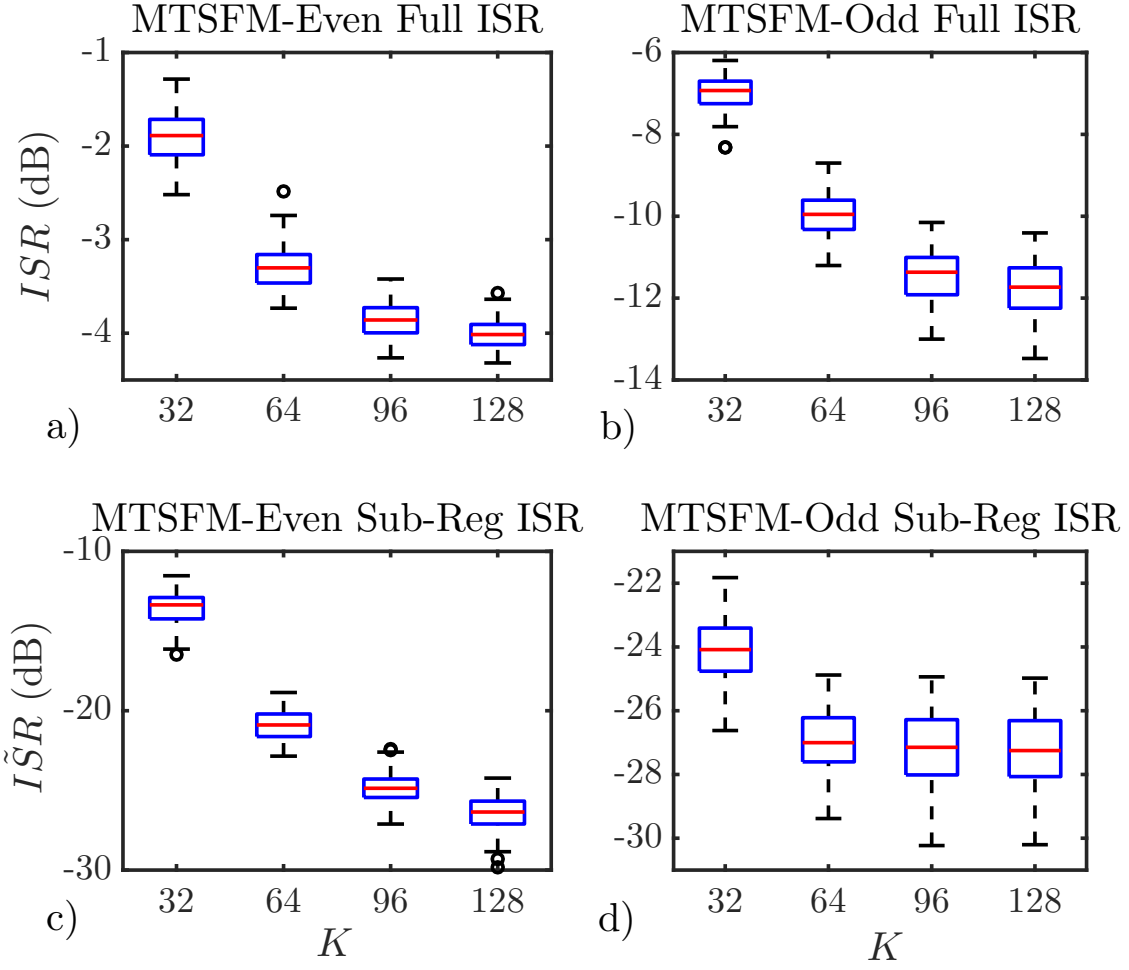 MTSFM-Even Full ISR
MTSFM-Odd Full ISR
-1
-2
-3
-4
ISR (dB)
32 64 96 128
a)
-6
-8
-10
-12
-14
32 64 96 128
b)
MTSFM-Even Sub-Reg ISR
MTSFM-Odd Sub-Reg ISR
-10
-20
-30
IS̃R (dB)
32 64 96 128
c)
K
-22
-24
-26
-28
-30
32 64 96 128
d)
K